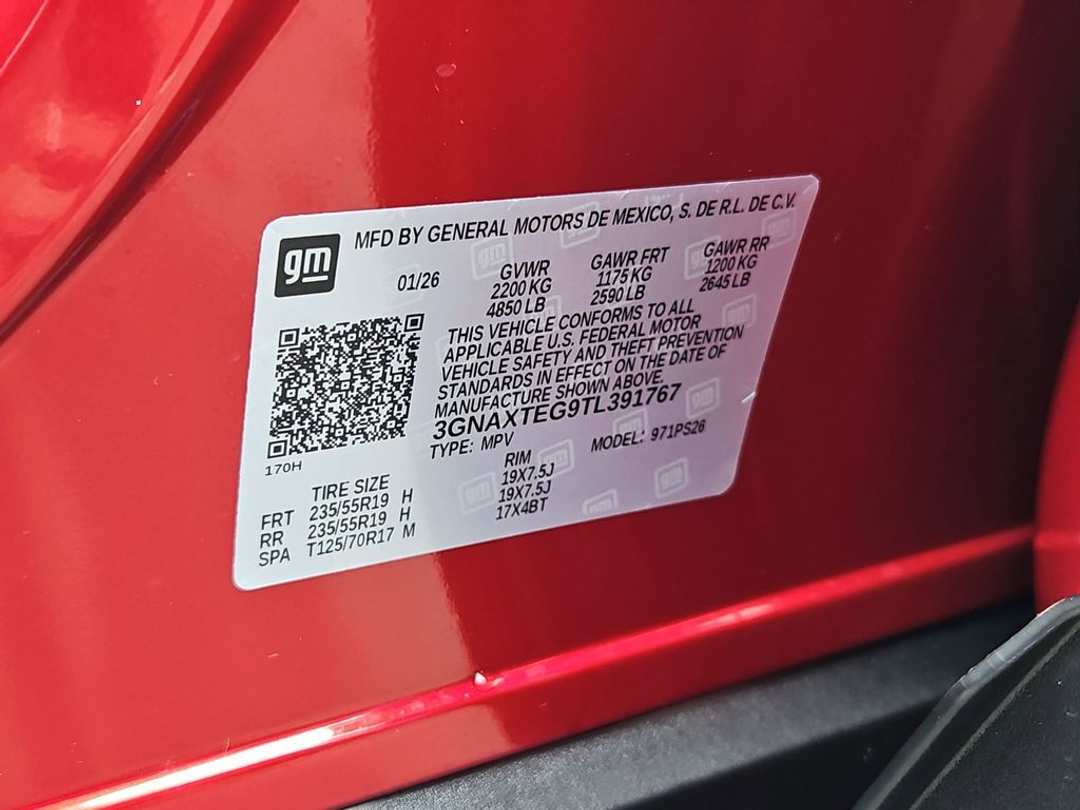 gm
MFD BY GENERAL MOTORS DE MEXICO, S. DE R.L. DE C.V.
01/26
GVWR
2200 KG
4850 LB
GAWR FRT
1175 KG
2590 LB
GAWR RR
1200 KG
2645 LB
THIS VEHICLE CONFORMS TO ALL
APPLICABLE U.S. FEDERAL MOTOR
VEHICLE SAFETY AND THEFT PREVENTION
STANDARDS IN EFFECT ON THE DATE OF
MANUFACTURE SHOWN ABOVE.
3GNAXTEG9TL391767
TYPE: MPV MODEL: 971PS26
170H
TIRE SIZE RIM
FRT 235/55R19 H 19X7.5J
RR 235/55R19 H 19X7.5J
SPA T125/70R17 M 17X4BT